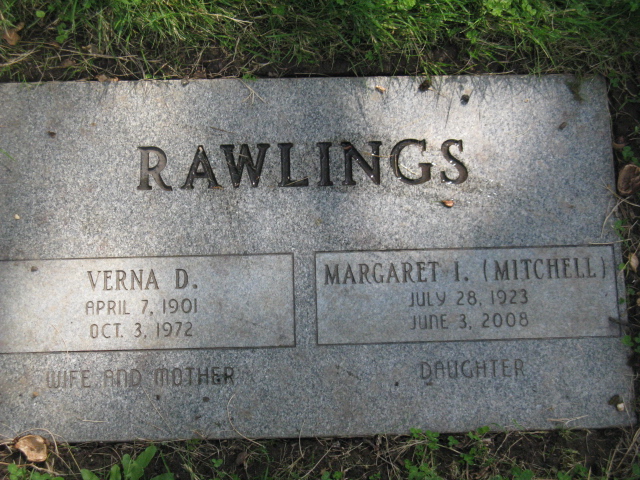 RAWLINGS
VERNA D.
APRIL 7, 1901
OCT. 3, 1972
WIFE AND MOTHER
MARGARET I. (MITCHELL)
JULY 28, 1923
JUNE 3, 2008
DAUGHTER